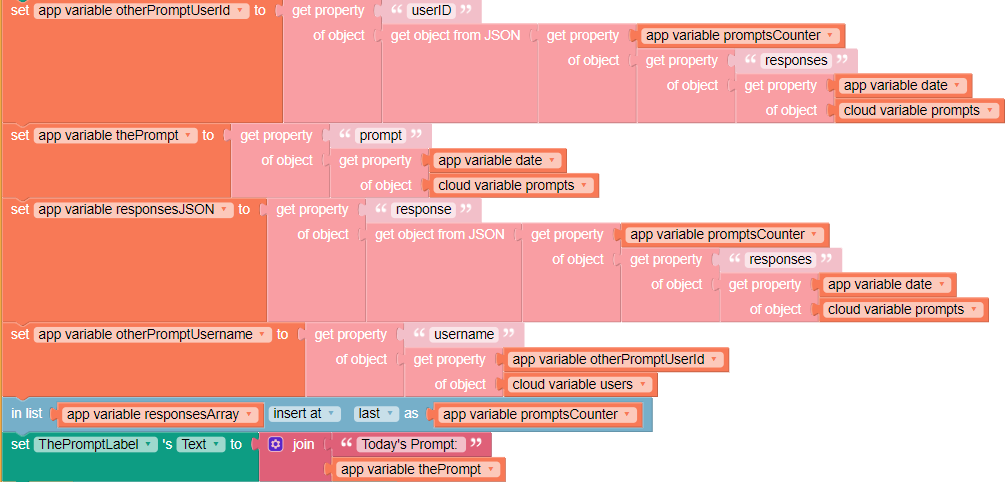 set app variable otherPromptUserId to get property “ userID ”
of object get object from JSON get property app variable promptsCounter
of object get property “ responses ”
of object get property app variable date
of object cloud variable prompts
set app variable thePrompt to get property “ prompt ”
of object get property app variable date
of object cloud variable prompts
set app variable responsesJSON to get property “ response ”
of object get object from JSON get property app variable promptsCounter
of object get property “ responses ”
of object get property app variable date
of object cloud variable prompts
set app variable otherPromptUsername to get property “ username ”
of object get property app variable otherPromptUserId
of object cloud variable users
in list app variable responsesArray insert at last as app variable promptsCounter
set ThePromptLabel 's Text to join “ Today's Prompt: ”
app variable thePrompt